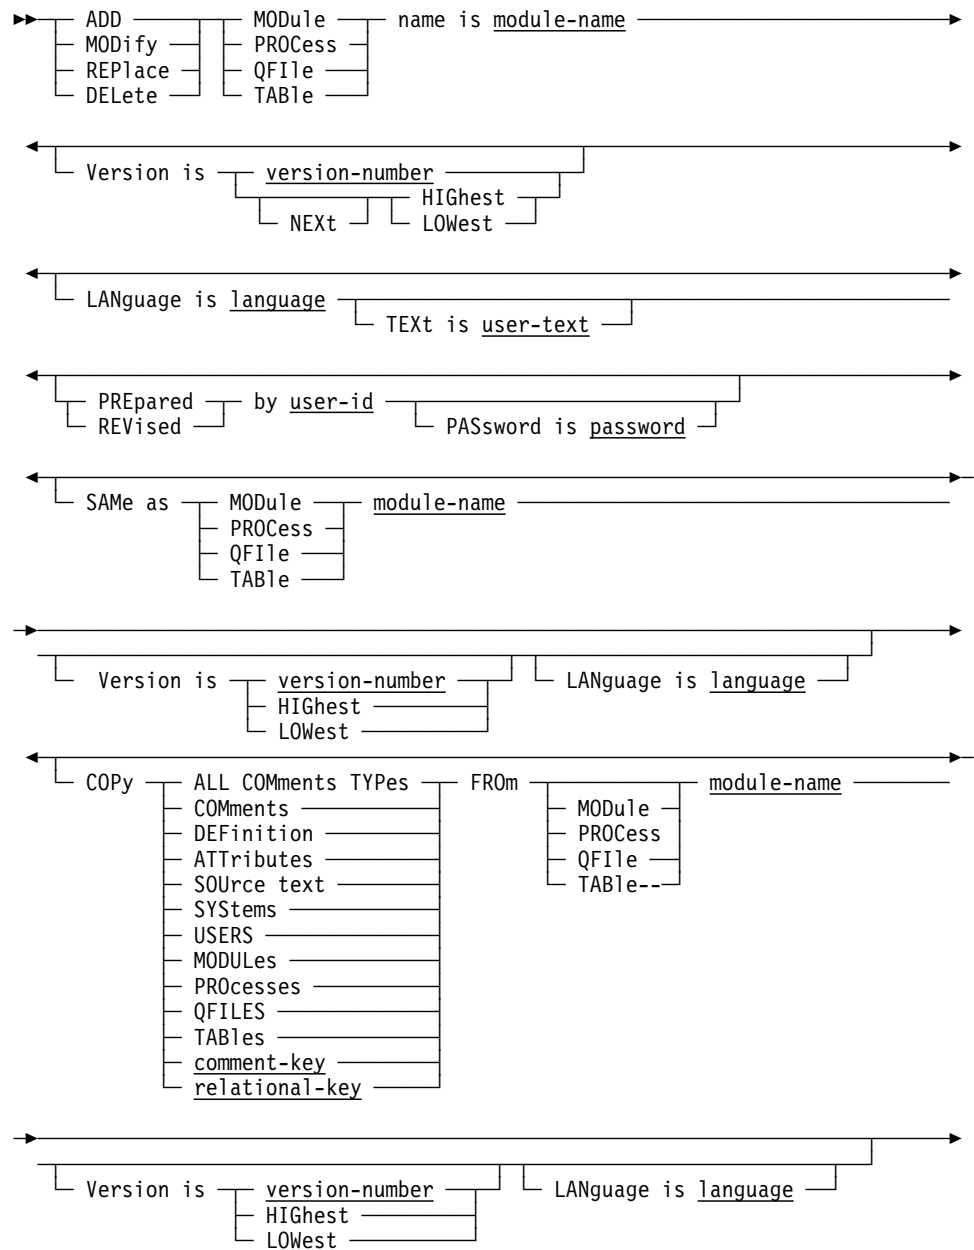 ADD MODule name is module-name
MODify PROCess
REPlace QFIle
DELete TABle
Version is version-number
HIGhest
NEXt LOWest
LANguage is language
TEXt is user-text
PREpared by user-id
REVised PASsword is password
SAMe as MODule module-name
PROCess
QFIle
TABle
Version is version-number LANguage is language
HIGhest
LOWest
COPy ALL COMments TYPes FROm module-name
COMments MODule
DEFinition PROCess
ATTributes QFIle
SOUrce text TABle--
SYStems
USERS
MODULes
PROcesses
QFILES
TABles
comment-key
relational-key
Version is version-number LANguage is language
HIGhest
LOWest